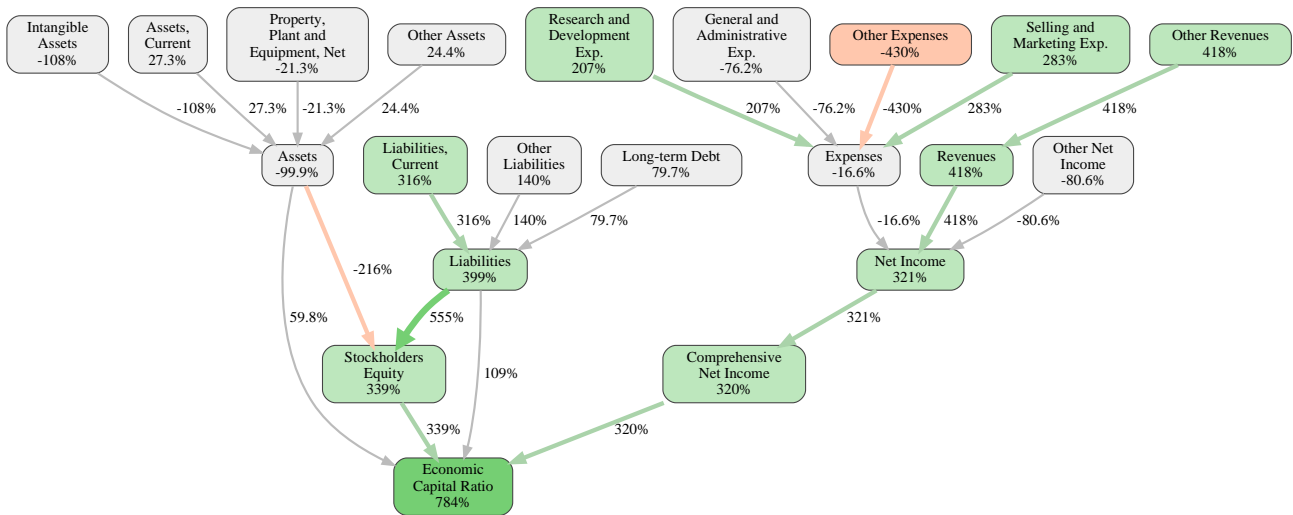 Intangible
Assets
-108%
Assets,
Current
27.3%
Property,
Plant and
Equipment, Net
-21.3%
Other Assets
24.4%
Research and
Development
Exp.
207%
General and
Administrative
Exp.
-76.2%
Other Expenses
-430%
Selling and
Marketing Exp.
283%
Other Revenues
418%
-108%
27.3%
-21.3%
24.4%
207%
-76.2%
-430%
283%
418%
Assets
-99.9%
Liabilities,
Current
316%
Other
Liabilities
140%
Long-term Debt
79.7%
Expenses
-16.6%
Revenues
418%
Other Net
Income
-80.6%
316%
140%
79.7%
-16.6%
418%
-80.6%
Liabilities
399%
Net Income
321%
-216%
59.8%
555%
321%
Stockholders
Equity
339%
109%
Comprehensive
Net Income
320%
339%
320%
Economic
Capital Ratio
784%